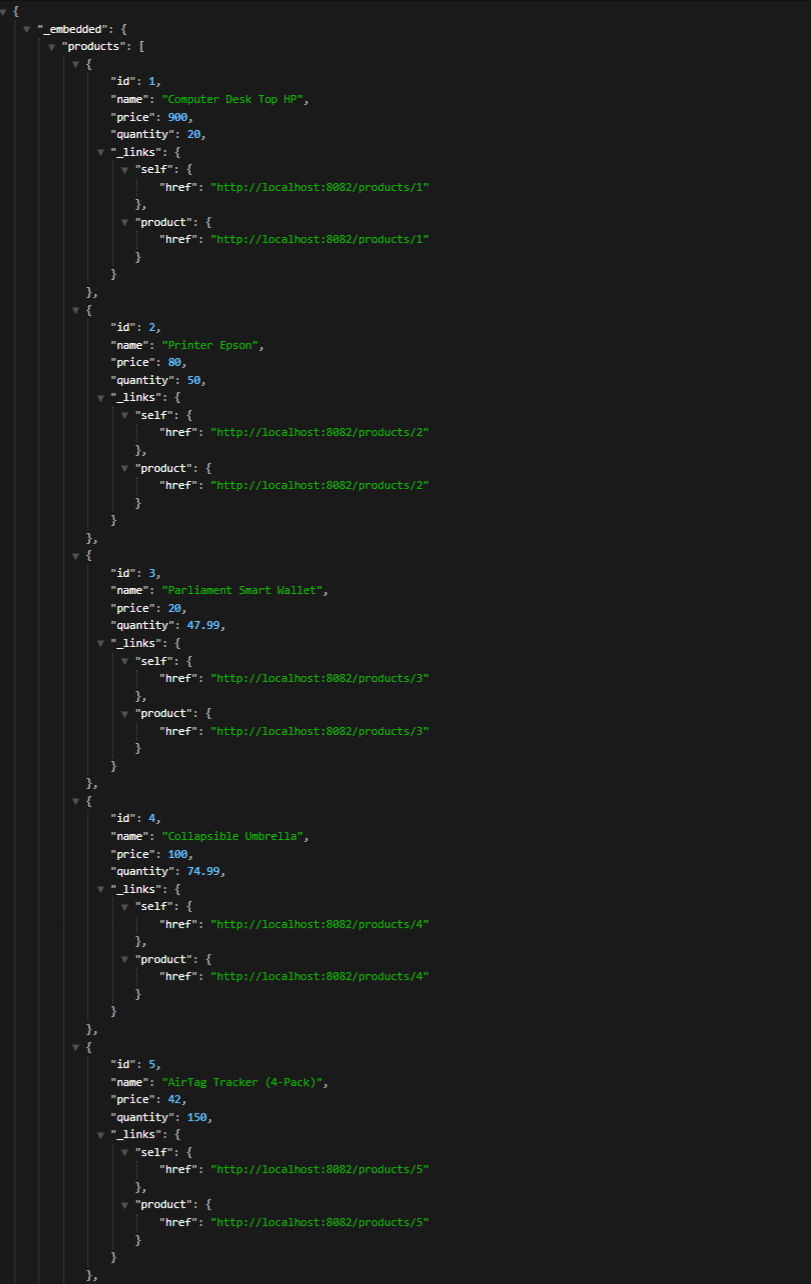 {
"_embedded": {
"products": [
{
"id": 1,
"name": "Computer Desk Top HP",
"price": 900,
"quantity": 20,
"_links": {
"self": {
"href": "http://localhost:8082/products/1"
},
"product": {
"href": "http://localhost:8082/products/1"
}
}
},
{
"id": 2,
"name": "Printer Epson",
"price": 80,
"quantity": 50,
"_links": {
"self": {
"href": "http://localhost:8082/products/2"
},
"product": {
"href": "http://localhost:8082/products/2"
}
}
},
{
"id": 3,
"name": "Parliament Smart Wallet",
"price": 20,
"quantity": 47.99,
"_links": {
"self": {
"href": "http://localhost:8082/products/3"
},
"product": {
"href": "http://localhost:8082/products/3"
}
}
},
{
"id": 4,
"name": "Collapsible Umbrella",
"price": 100,
"quantity": 74.99,
"_links": {
"self": {
"href": "http://localhost:8082/products/4"
},
"product": {
"href": "http://localhost:8082/products/4"
}
}
},
{
"id": 5,
"name": "AirTag Tracker (4-Pack)",
"price": 42,
"quantity": 150,
"_links": {
"self": {
"href": "http://localhost:8082/products/5"
},
"product": {
"href": "http://localhost:8082/products/5"
}
}
},